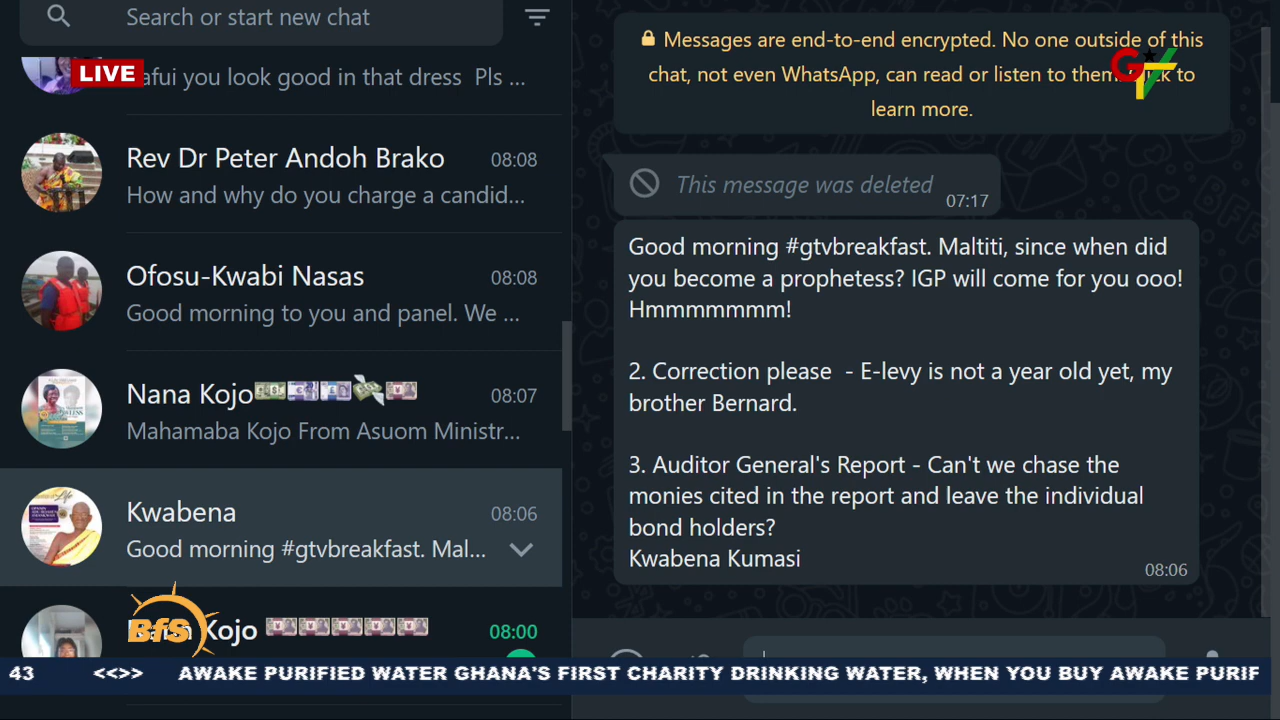 Search or start new chat
LIVE
afui you look good in that dress Pls ...
Rev Dr Peter Andoh Brako
08:08
How and why do you charge a candid...
Ofosu-Kwabi Nasas
08:08
Good morning to you and panel. We ...
Nana Kojo
08:07
Mahamaba Kojo From Asuom Ministr...
Kwabena
08:06
Good morning #gtvbreakfast. Mal...
Kojo
08:00
BfS
Messages are end-to-end encrypted. No one outside of this
chat, not even WhatsApp, can read or listen to them. to
learn more.
GTV
This message was deleted
07:17
Good morning #gtvbreakfast. Maltiti, since when did
you become a prophetess? IGP will come for you ooo!
Hmmmmmmm!
2. Correction please - E-levy is not a year old yet, my
brother Bernard.
3. Auditor General's Report - Can't we chase the
monies cited in the report and leave the individual
bond holders?
Kwabena Kumasi
08:06
43 <<>> AWAKE PURIFIED WATER GHANA'S FIRST CHARITY DRINKING WATER, WHEN YOU BUY AWAKE PURIF